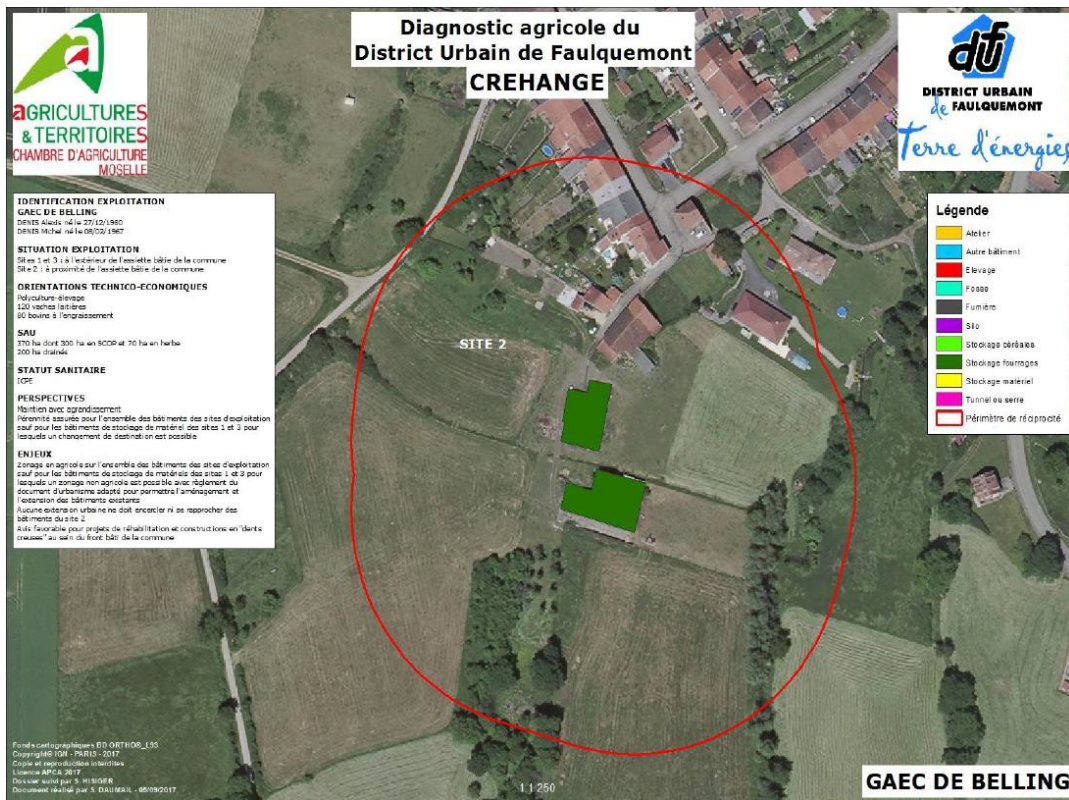 Diagnostic agricole du
District Urbain de Faulquemont
CREHANGE
AGRICULTURES
& TERRITOIRES
CHAMBRE D'AGRICULTURE
MOSELLE
duf
DISTRICT URBAIN
de FAULQUEMONT
Terre d'énergies
IDENTIFICATION EXPLOITATION
GAEC DE BELLING
DENIS Alexis né le 27/12/1980
DENIS Michel né le 08/02/1967
SITUATION EXPLOITATION
Sites 1 et 3 : à l'extérieur de l'assiette bâtie de la commune
Site 2 : à proximité de l'assiette bâtie de la commune
ORIENTATIONS TECHNICO-ECONOMIQUES
Polyculture-élevage
120 vaches laitières
80 bovins à l'engraissement
SAU
370 ha dont 300 ha en SCOP et 70 ha en herbe
200 ha drainés
STATUT SANITAIRE
ICPE
PERSPECTIVES
Maintien avec agrandissement
Pérennité assurée pour l'ensemble des bâtiments des sites d'exploitation
sauf pour les bâtiments de stockage de matériel des sites 1 et 3 pour
lesquels un changement de destination est possible
ENJEUX
Zonage en agricole sur l'ensemble des bâtiments des sites d'exploitation
sauf pour les bâtiments de stockage de matériels des sites 1 et 3 pour
lesquels un zonage non agricole est possible avec règlement du
document d'urbanisme adapté pour permettre l'aménagement et
l'extension des bâtiments existants
Aucune extension urbaine ne doit encercler ni se rapprocher des
bâtiments du site 2
Avis favorable pour projets de réhabilitation et constructions en "dents
creuses" au sein du front bâti de la commune
Légende
Atelier
Autre bâtiment
Elevage
Fosse
Fumière
Silo
Stockage céréales
Stockage fourrages
Stockage matériel
Tunnel ou serre
Périmètre de réciprocité
SITE 2
Fonds cartographiques BD ORTHO®_L93
Copyright© IGN - PARIS - 2017
Copie et reproduction interdites
Licence APCA 2017
Dossier suivi par S.
Document réalisé par S. DAUMAIL - 06/09/2017
1:1 250
GAEC DE BELLING